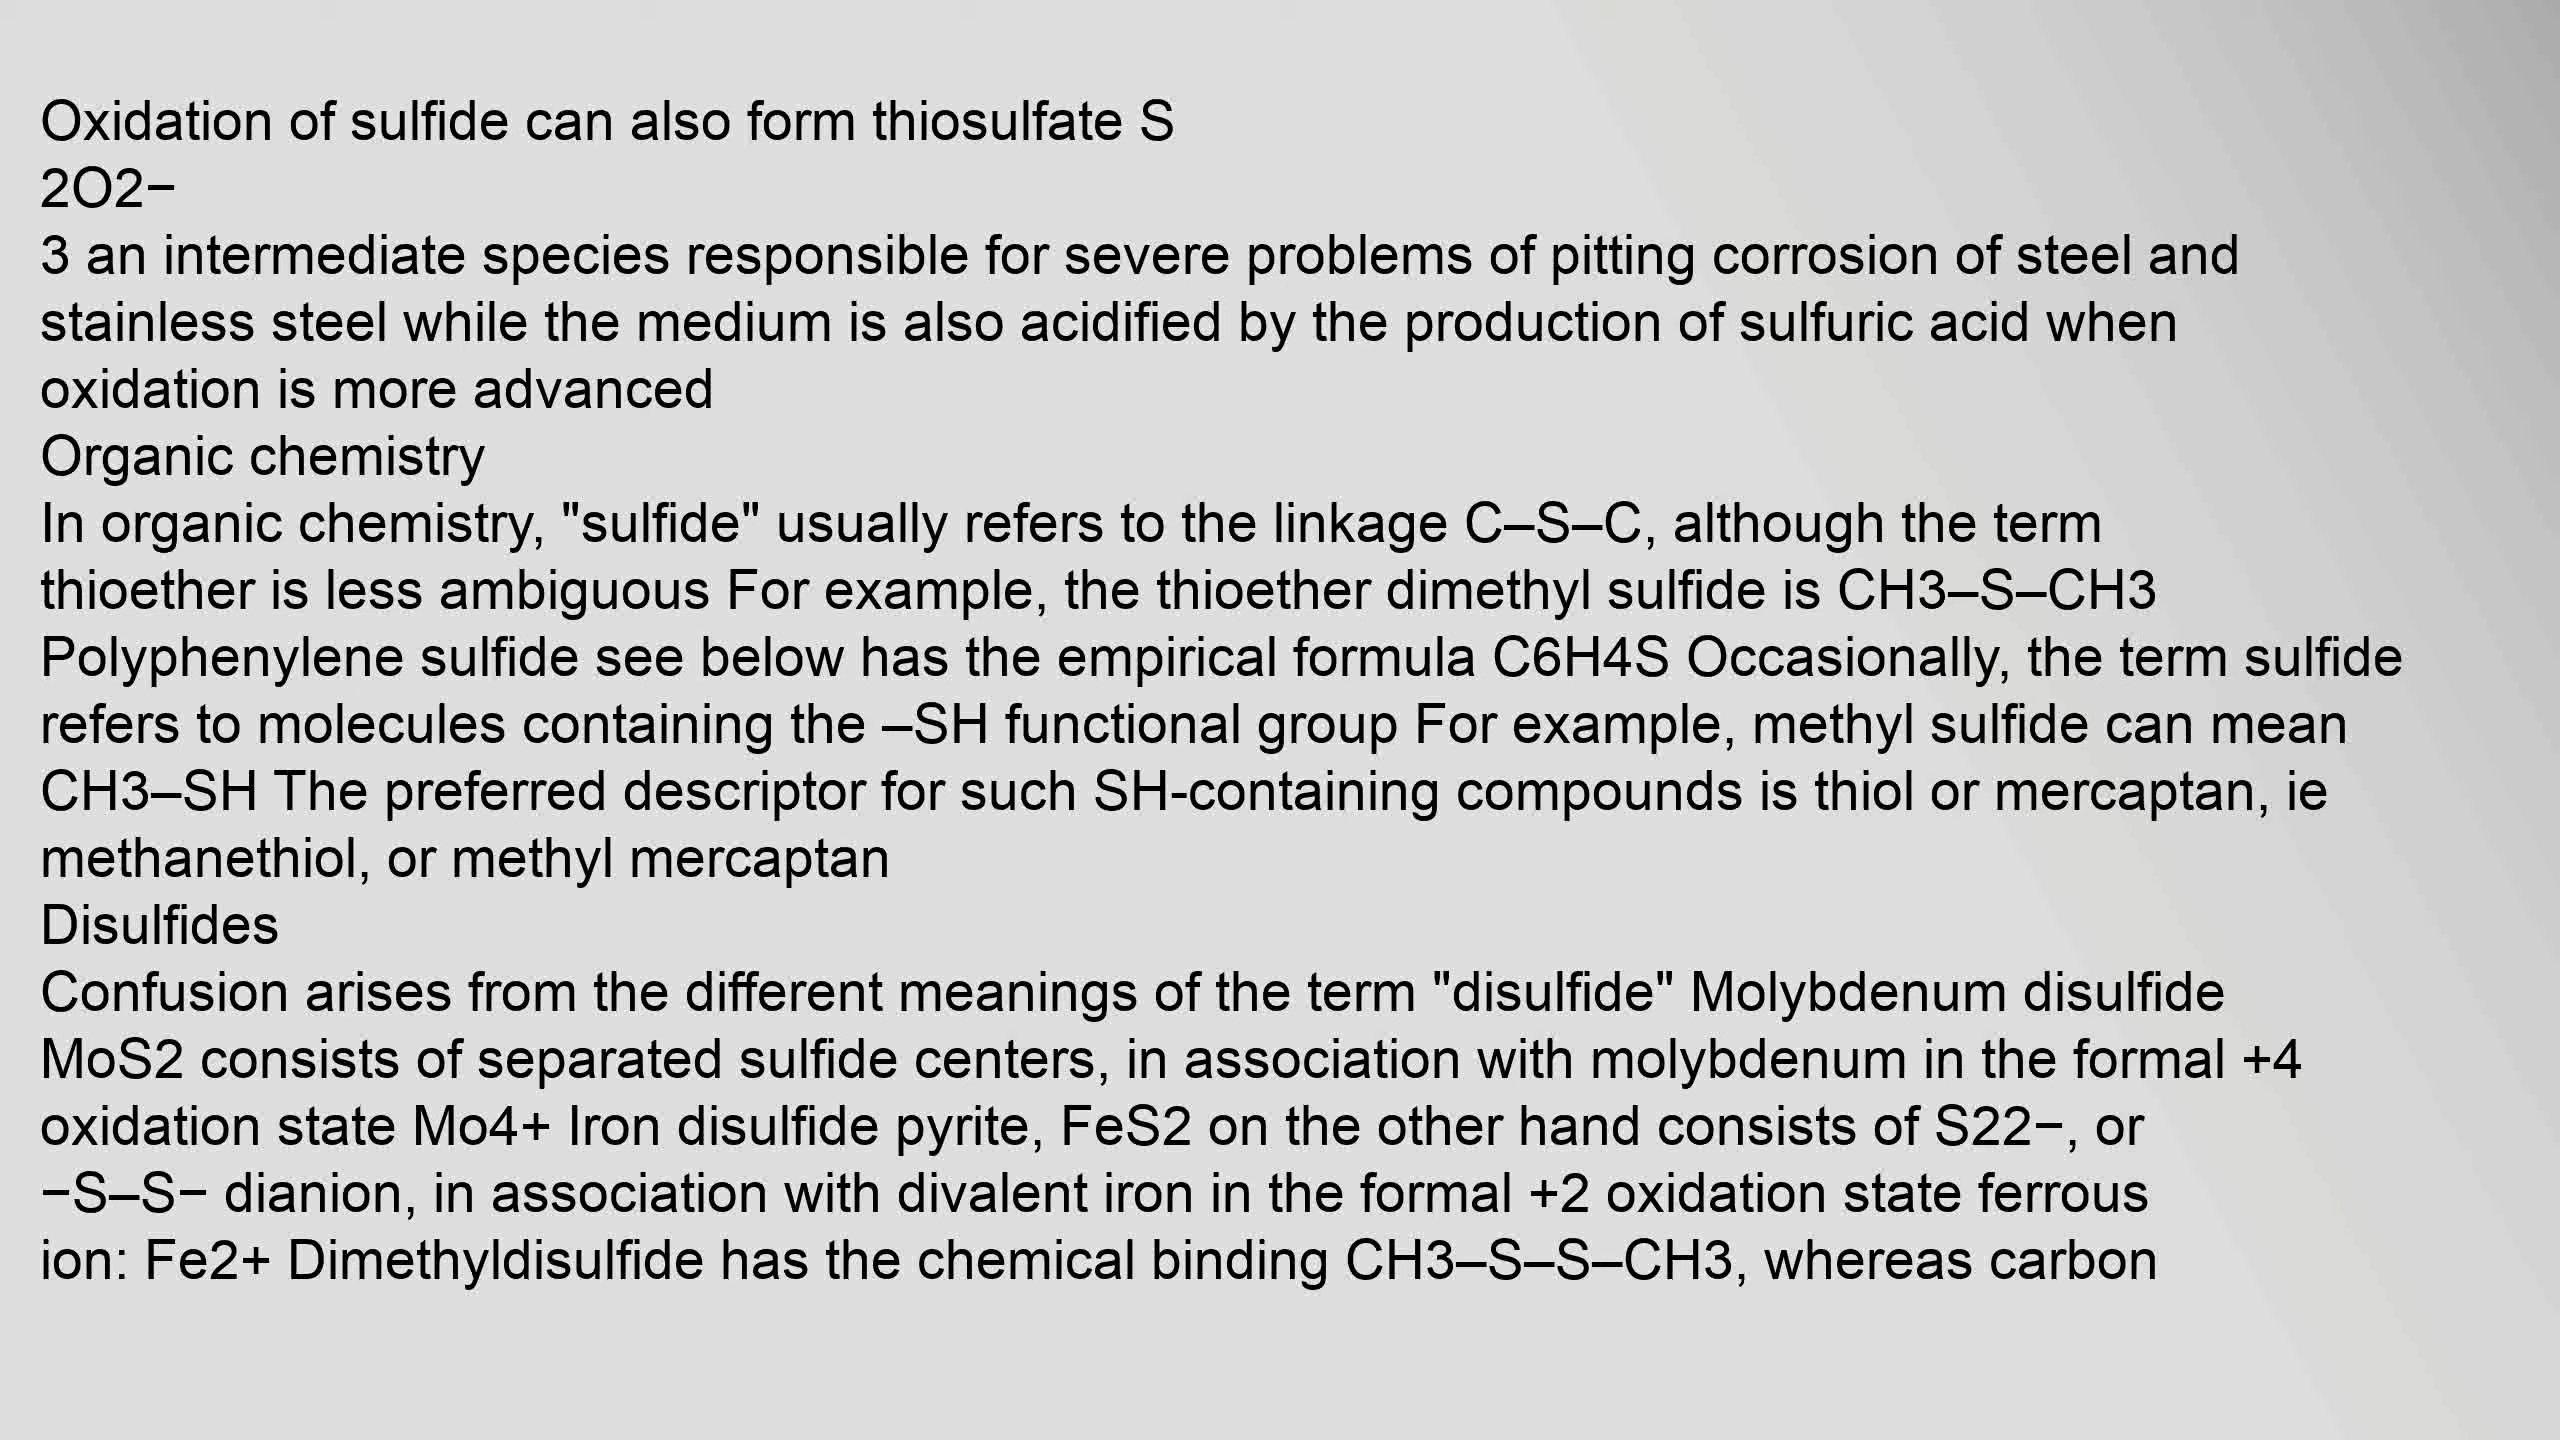 Oxidation of sulfide can also form thiosulfate S
2O2−
3 an intermediate species responsible for severe problems of pitting corrosion of steel and
stainless steel while the medium is also acidified by the production of sulfuric acid when
oxidation is more advanced
Organic chemistry
In organic chemistry, "sulfide" usually refers to the linkage C–S–C, although the term
thioether is less ambiguous For example, the thioether dimethyl sulfide is CH3–S–CH3
Polyphenylene sulfide see below has the empirical formula C6H4S Occasionally, the term sulfide
refers to molecules containing the –SH functional group For example, methyl sulfide can mean
CH3–SH The preferred descriptor for such SH-containing compounds is thiol or mercaptan, ie
methanethiol, or methyl mercaptan
Disulfides
Confusion arises from the different meanings of the term "disulfide" Molybdenum disulfide
MoS2 consists of separated sulfide centers, in association with molybdenum in the formal +4
oxidation state Mo4+ Iron disulfide pyrite, FeS2 on the other hand consists of S22−, or
−S–S− dianion, in association with divalent iron in the formal +2 oxidation state ferrous
ion: Fe2+ Dimethyldisulfide has the chemical binding CH3–S–S–CH3, whereas carbon